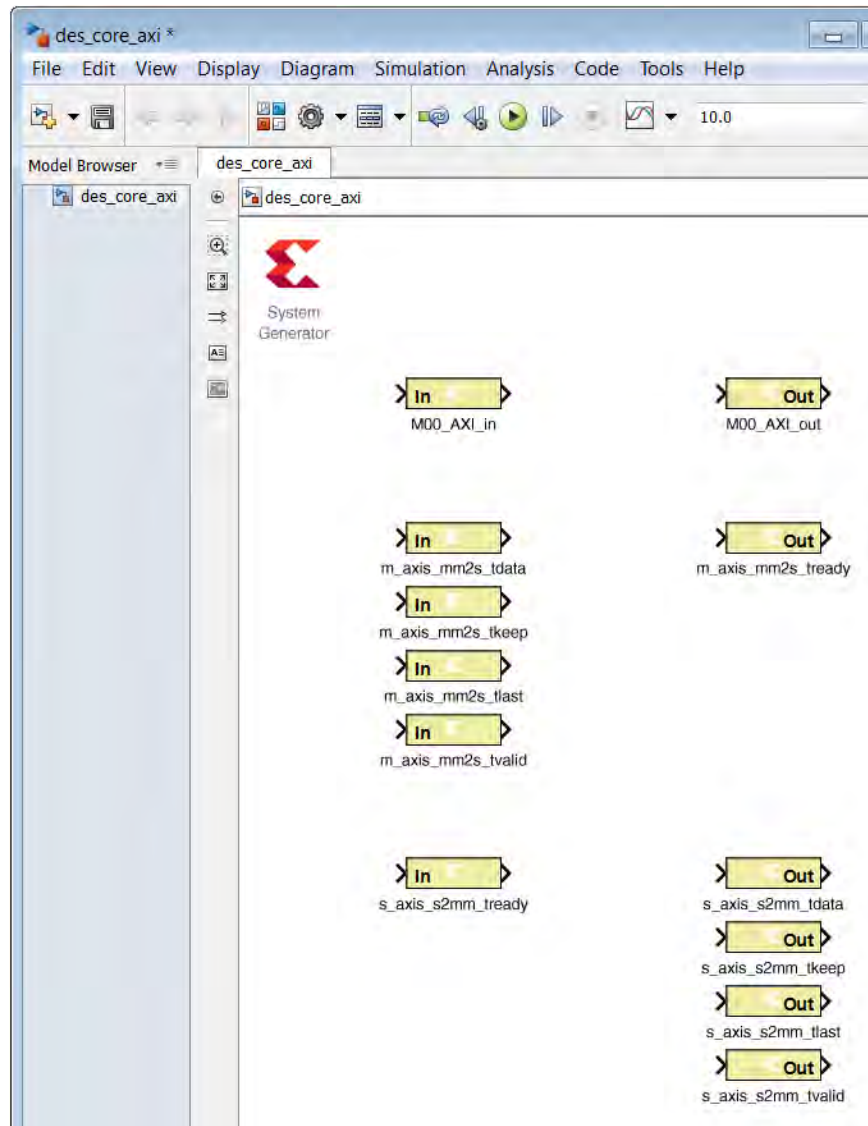 des_core_axi *
File Edit View Display Diagram Simulation Analysis Code Tools Help
10.0
Model Browser
des_core_axi
des_core_axi
des_core_axi
System
Generator
In
M00_AXI_in
Out
M00_AXI_out
In
m_axis_mm2s_tdata
Out
m_axis_mm2s_tready
In
m_axis_mm2s_tkeep
In
m_axis_mm2s_tlast
In
m_axis_mm2s_tvalid
In
s_axis_s2mm_tready
Out
s_axis_s2mm_tdata
Out
s_axis_s2mm_tkeep
Out
s_axis_s2mm_tlast
Out
s_axis_s2mm_tvalid